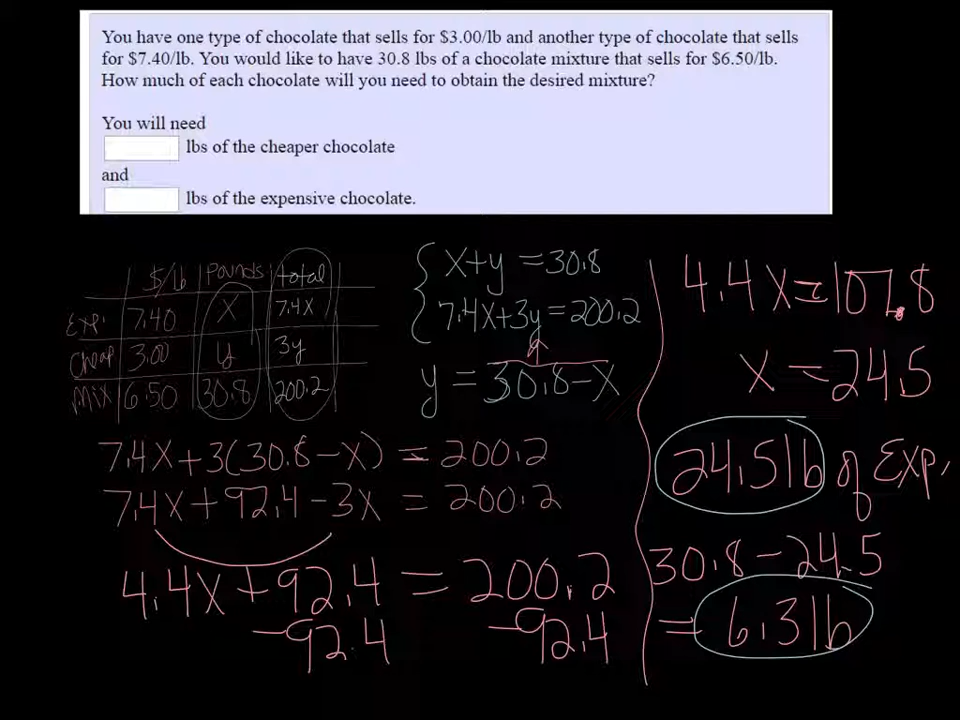 You have one type of chocolate that sells for $3.00/lb and another type of chocolate that sells
for $7.40/lb. You would like to have 30.8 lbs of a chocolate mixture that sells for $6.50/lb.
How much of each chocolate will you need to obtain the desired mixture?
You will need
lbs of the cheaper chocolate
and
lbs of the expensive chocolate.
$/lb Pounds total
Exp. 7.40 X 7.4X
Cheap 3.00 y 3y
Mix 6.50 30.8 200.2
X+y =30.8
7.4X+3y=200.2
y = 30.8-X
7.4X+3(30.8-X) = 200.2
7.4X+92.4-3X = 200.2
4.4X+92.4 = 200.2
-92.4 -92.4
4.4X=107.8
X=24.5
24.5lb of Exp.
30.8-24.5
= 6.3lb